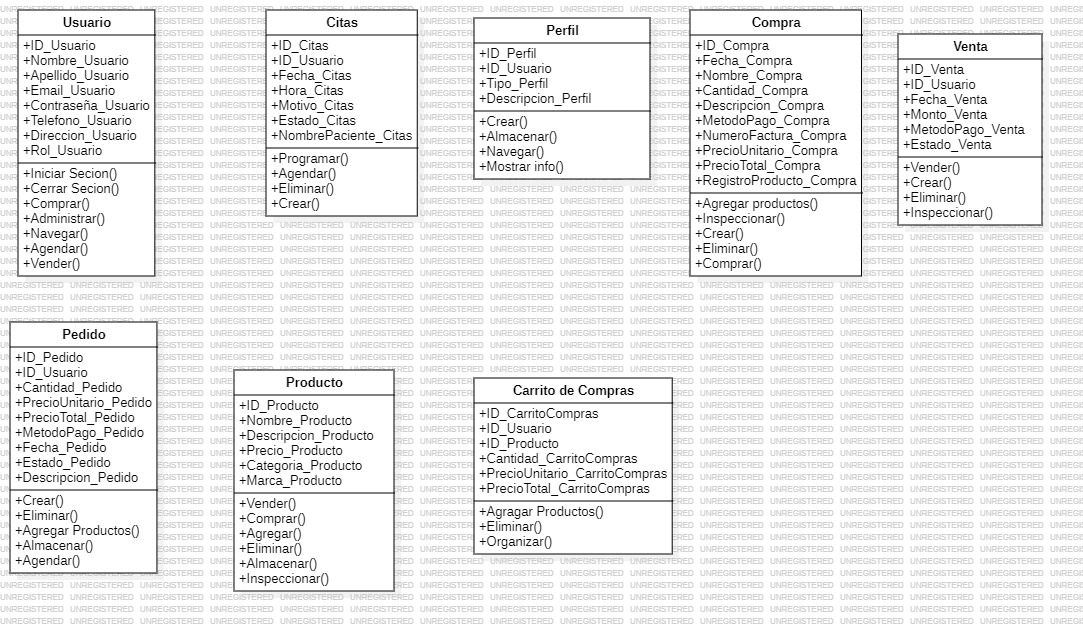 Usuario
+ID_Usuario
+Nombre_Usuario
+Apellido_Usuario
+Email_Usuario
+Contraseña_Usuario
+Telefono_Usuario
+Direccion_Usuario
+Rol_Usuario
+Iniciar Secion()
+Cerrar Secion()
+Comprar()
+Administrar()
+Navegar()
+Agendar()
+Vender()
Citas
+ID_Citas
+ID_Usuario
+Fecha_Citas
+Hora_Citas
+Motivo_Citas
+Estado_Citas
+NombrePaciente_Citas
+Programar()
+Agendar()
+Eliminar()
+Crear()
Perfil
+ID_Perfil
+ID_Usuario
+Tipo_Perfil
+Descripcion_Perfil
+Crear()
+Almacenar()
+Navegar()
+Mostrar info()
Compra
+ID_Compra
+Fecha_Compra
+Nombre_Compra
+Cantidad_Compra
+Descripcion_Compra
+MetodoPago_Compra
+NumeroFactura_Compra
+PrecioUnitario_Compra
+PrecioTotal_Compra
+RegistroProducto_Compra
+Agregar productos()
+Inspeccionar()
+Crear()
+Eliminar()
+Comprar()
Venta
+ID_Venta
+ID_Usuario
+Fecha_Venta
+Monto_Venta
+MetodoPago_Venta
+Estado_Venta
+Vender()
+Crear()
+Eliminar()
+Inspeccionar()
Pedido
+ID_Pedido
+ID_Usuario
+Cantidad_Pedido
+PrecioUnitario_Pedido
+PrecioTotal_Pedido
+MetodoPago_Pedido
+Fecha_Pedido
+Estado_Pedido
+Descripcion_Pedido
+Crear()
+Eliminar()
+Agregar Productos()
+Almacenar()
+Agendar()
Producto
+ID_Producto
+Nombre_Producto
+Descripcion_Producto
+Precio_Producto
+Categoria_Producto
+Marca_Producto
+Vender()
+Comprar()
+Agregar()
+Eliminar()
+Almacenar()
+Inspeccionar()
Carrito de Compras
+ID_CarritoCompras
+ID_Usuario
+ID_Producto
+Cantidad_CarritoCompras
+PrecioUnitario_CarritoCompras
+PrecioTotal_CarritoCompras
+Agragar Productos()
+Eliminar()
+Organizar()
UNREGISTERED